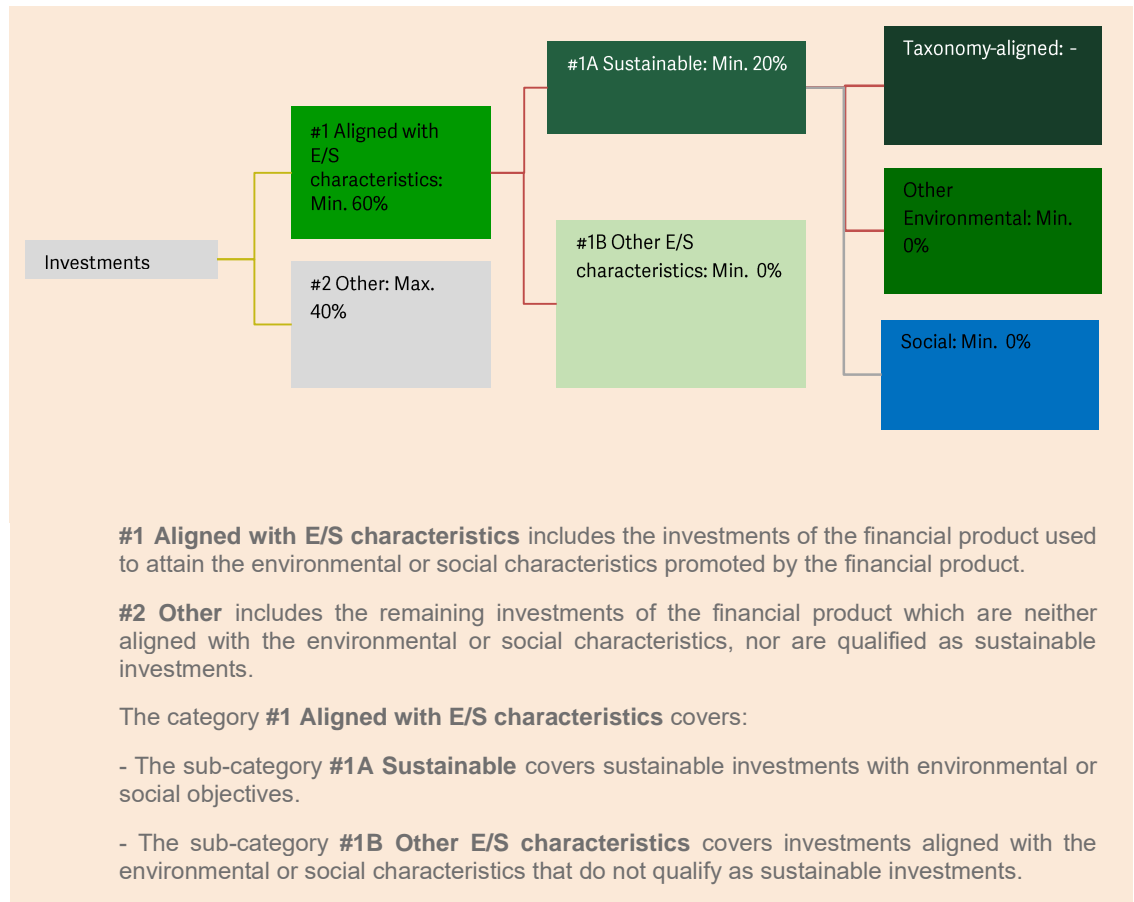 Investments
#1 Aligned with
E/S
characteristics:
Min. 60%
#2 Other: Max.
40%
#1A Sustainable: Min. 20%
#1B Other E/S
characteristics: Min.  0%
Taxonomy-aligned: -
Other
Environmental: Min.
0%
Social: Min.  0%
#1 Aligned with E/S characteristics includes the investments of the financial product used
to attain the environmental or social characteristics promoted by the financial product.
#2 Other includes the remaining investments of the financial product which are neither
aligned with the environmental or social characteristics, nor are qualified as sustainable
investments.
The category #1 Aligned with E/S characteristics covers:
- The sub-category #1A Sustainable covers sustainable investments with environmental or
social objectives.
- The sub-category #1B Other E/S characteristics covers investments aligned with the
environmental or social characteristics that do not qualify as sustainable investments.